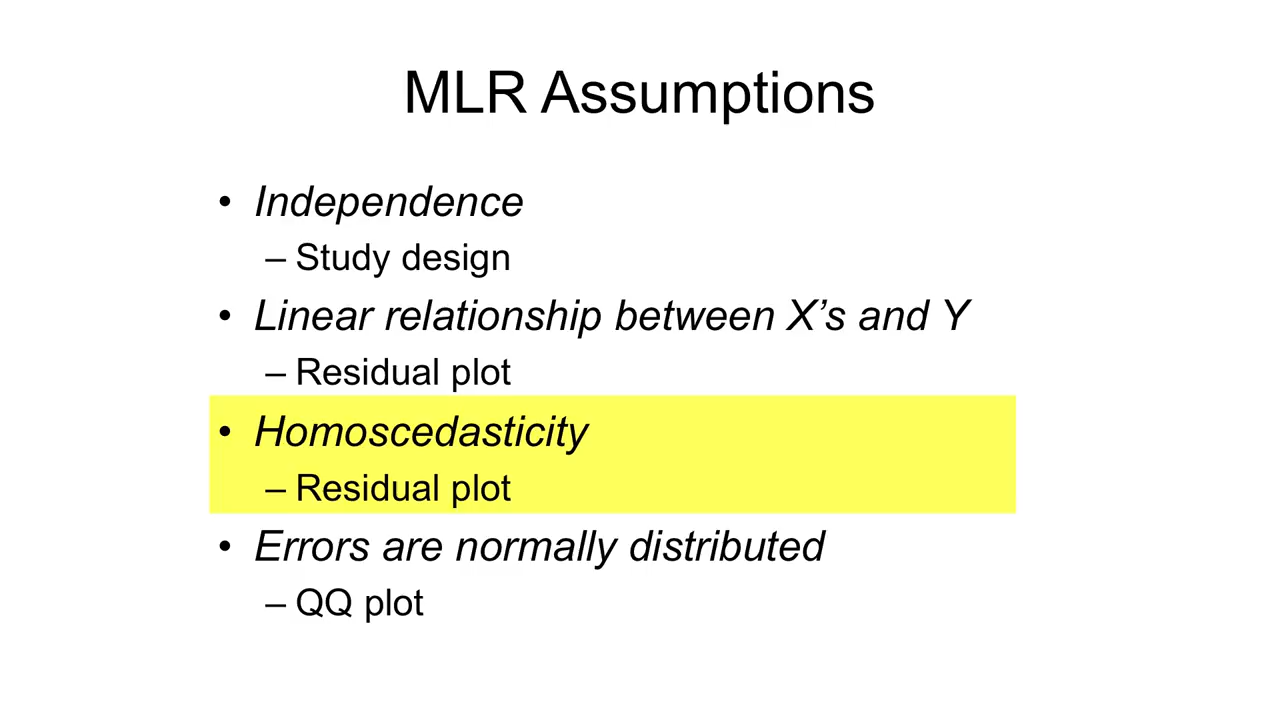 MLR Assumptions
• Independence
– Study design
• Linear relationship between X’s and Y
– Residual plot
• Homoscedasticity
– Residual plot
• Errors are normally distributed
– QQ plot